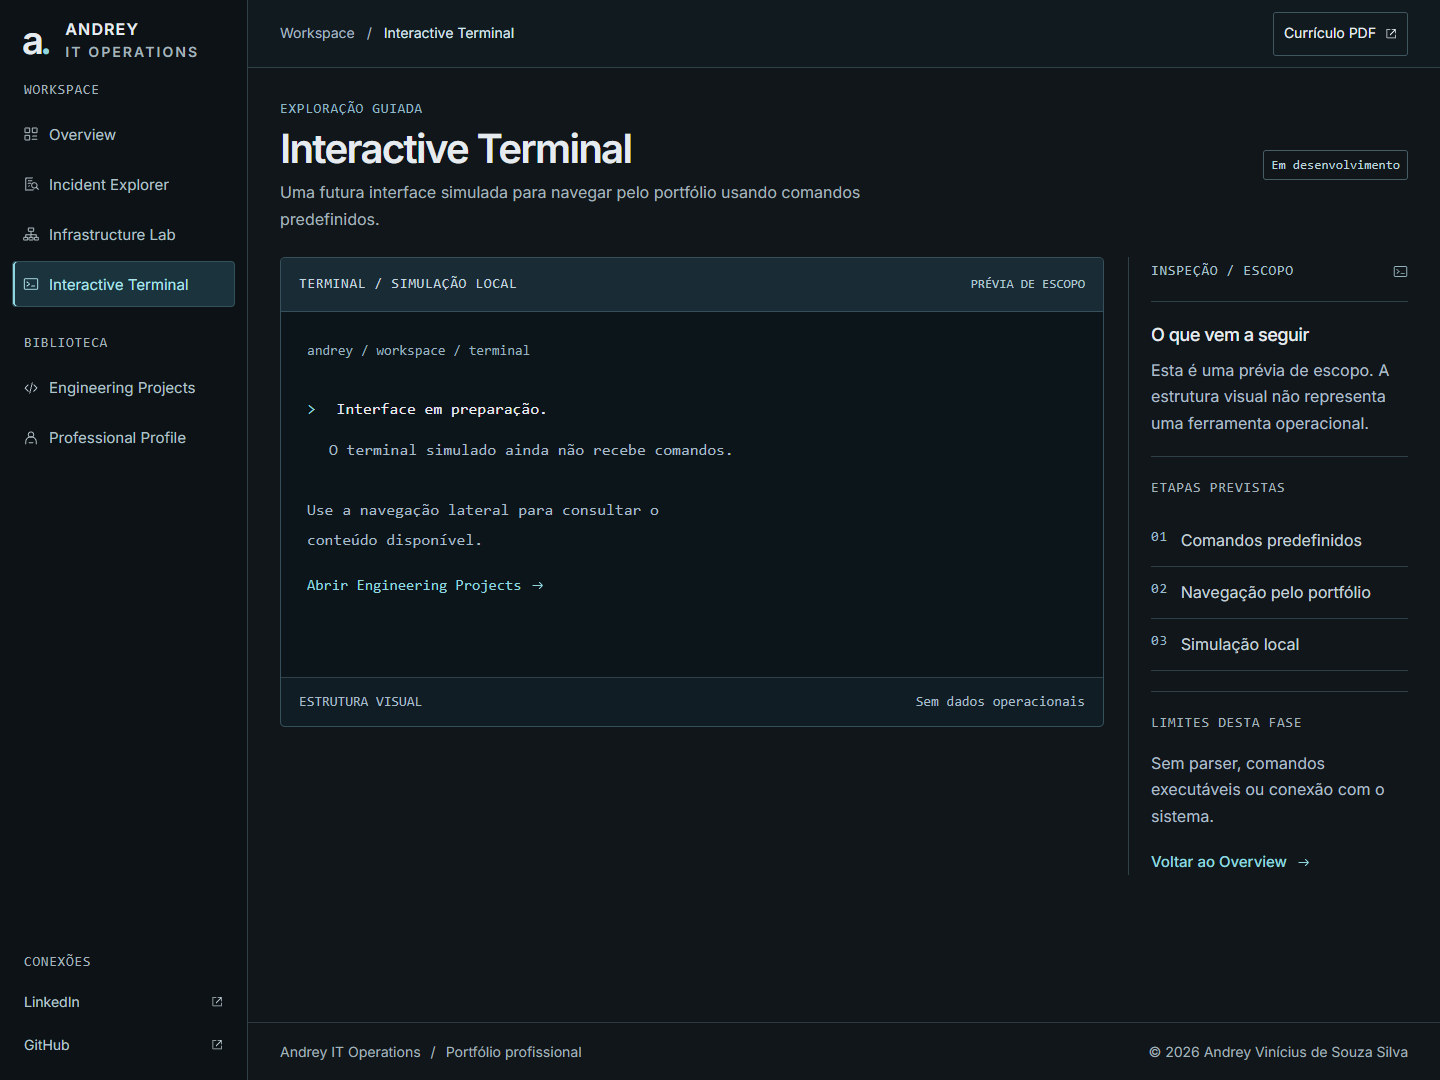 a.
ANDREY
IT OPERATIONS
WORKSPACE
Overview
Incident Explorer
Infrastructure Lab
Interactive Terminal
BIBLIOTECA
Engineering Projects
Professional Profile
CONEXÕES
LinkedIn
GitHub
Workspace / Interactive Terminal
Currículo PDF
EXPLORAÇÃO GUIADA
Interactive Terminal
Uma futura interface simulada para navegar pelo portfólio usando comandos
predefinidos.
Em desenvolvimento
TERMINAL / SIMULAÇÃO LOCAL
PRÉVIA DE ESCOPO
andrey / workspace / terminal
> Interface em preparação.
O terminal simulado ainda não recebe comandos.
Use a navegação lateral para consultar o
conteúdo disponível.
Abrir Engineering Projects →
ESTRUTURA VISUAL
Sem dados operacionais
INSPEÇÃO / ESCOPO
O que vem a seguir
Esta é uma prévia de escopo. A
estrutura visual não representa
uma ferramenta operacional.
ETAPAS PREVISTAS
01 Comandos predefinidos
02 Navegação pelo portfólio
03 Simulação local
LIMITES DESTA FASE
Sem parser, comandos
executáveis ou conexão com o
sistema.
Voltar ao Overview →
Andrey IT Operations / Portfólio profissional
© 2026 Andrey Vinícius de Souza Silva